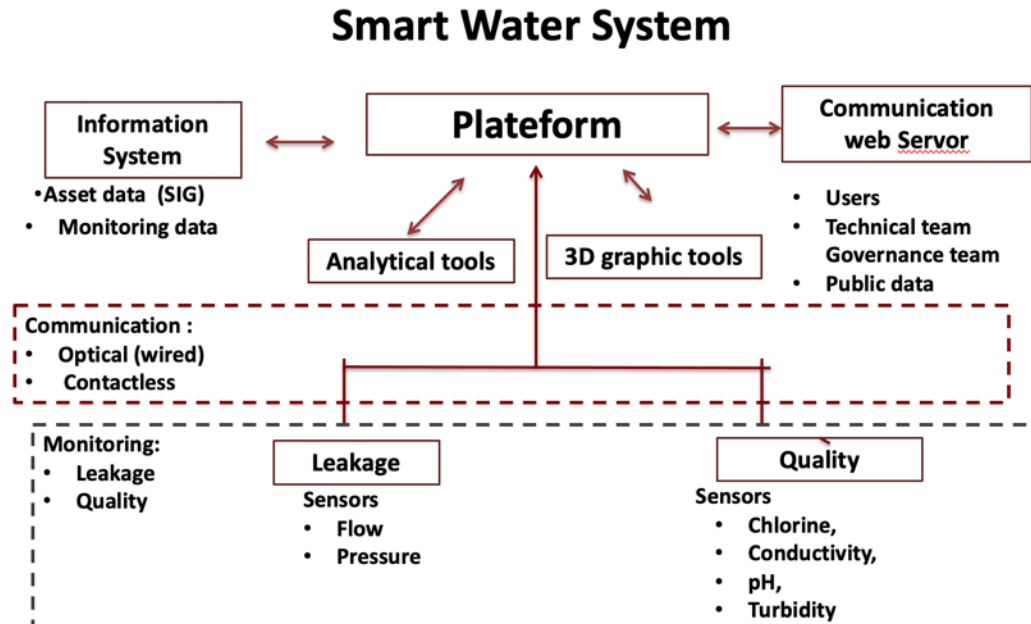 Smart Water System
Information
System
•Asset data (SIG)
• Monitoring data
Plateform
Communication
web Servor
• Users
• Technical team
Governance team
• Public data
Analytical tools
3D graphic tools
Communication :
• Optical (wired)
• Contactless
Monitoring:
• Leakage
• Quality
Leakage
Sensors
• Flow
• Pressure
Quality
Sensors
• Chlorine,
• Conductivity,
• pH,
• Turbidity